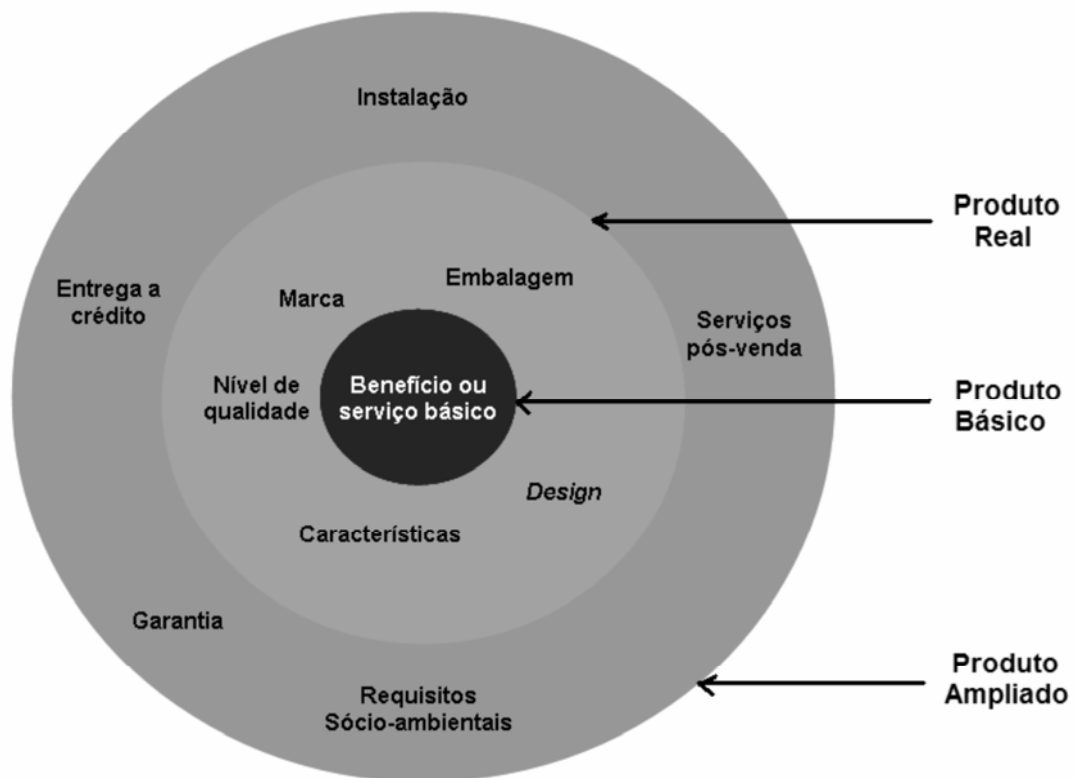 Instalação
Produto
Real
Embalagem
Entrega a
crédito
Marca
Serviços
pós-venda
Nível de
qualidade
Benefício ou
serviço básico
Produto
Básico
Design
Características
Garantia
Produto
Ampliado
Requisitos
Sócio-ambientais